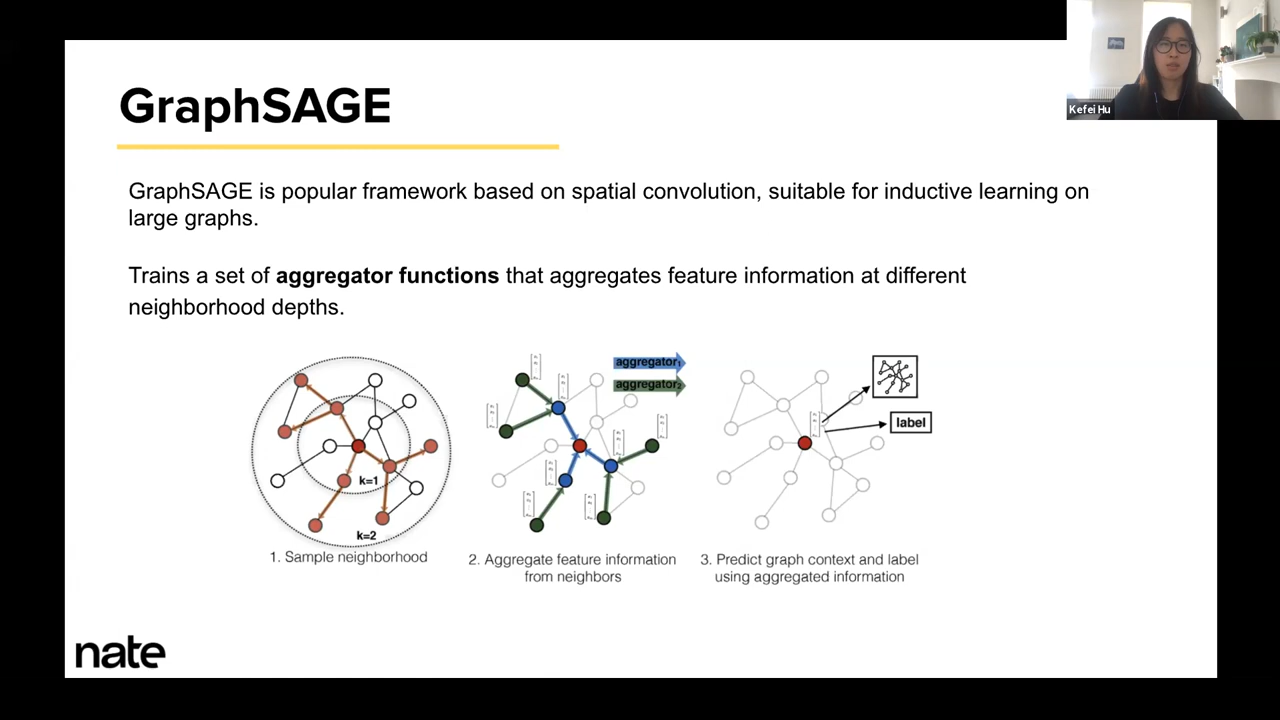 Kefei Hu
GraphSAGE
GraphSAGE is popular framework based on spatial convolution, suitable for inductive learning on
large graphs.
Trains a set of aggregator functions that aggregates feature information at different
neighborhood depths.
k=1
k=2
1. Sample neighborhood
aggregator1
aggregator2
2. Aggregate feature information
from neighbors
label
3. Predict graph context and label
using aggregated information
nate